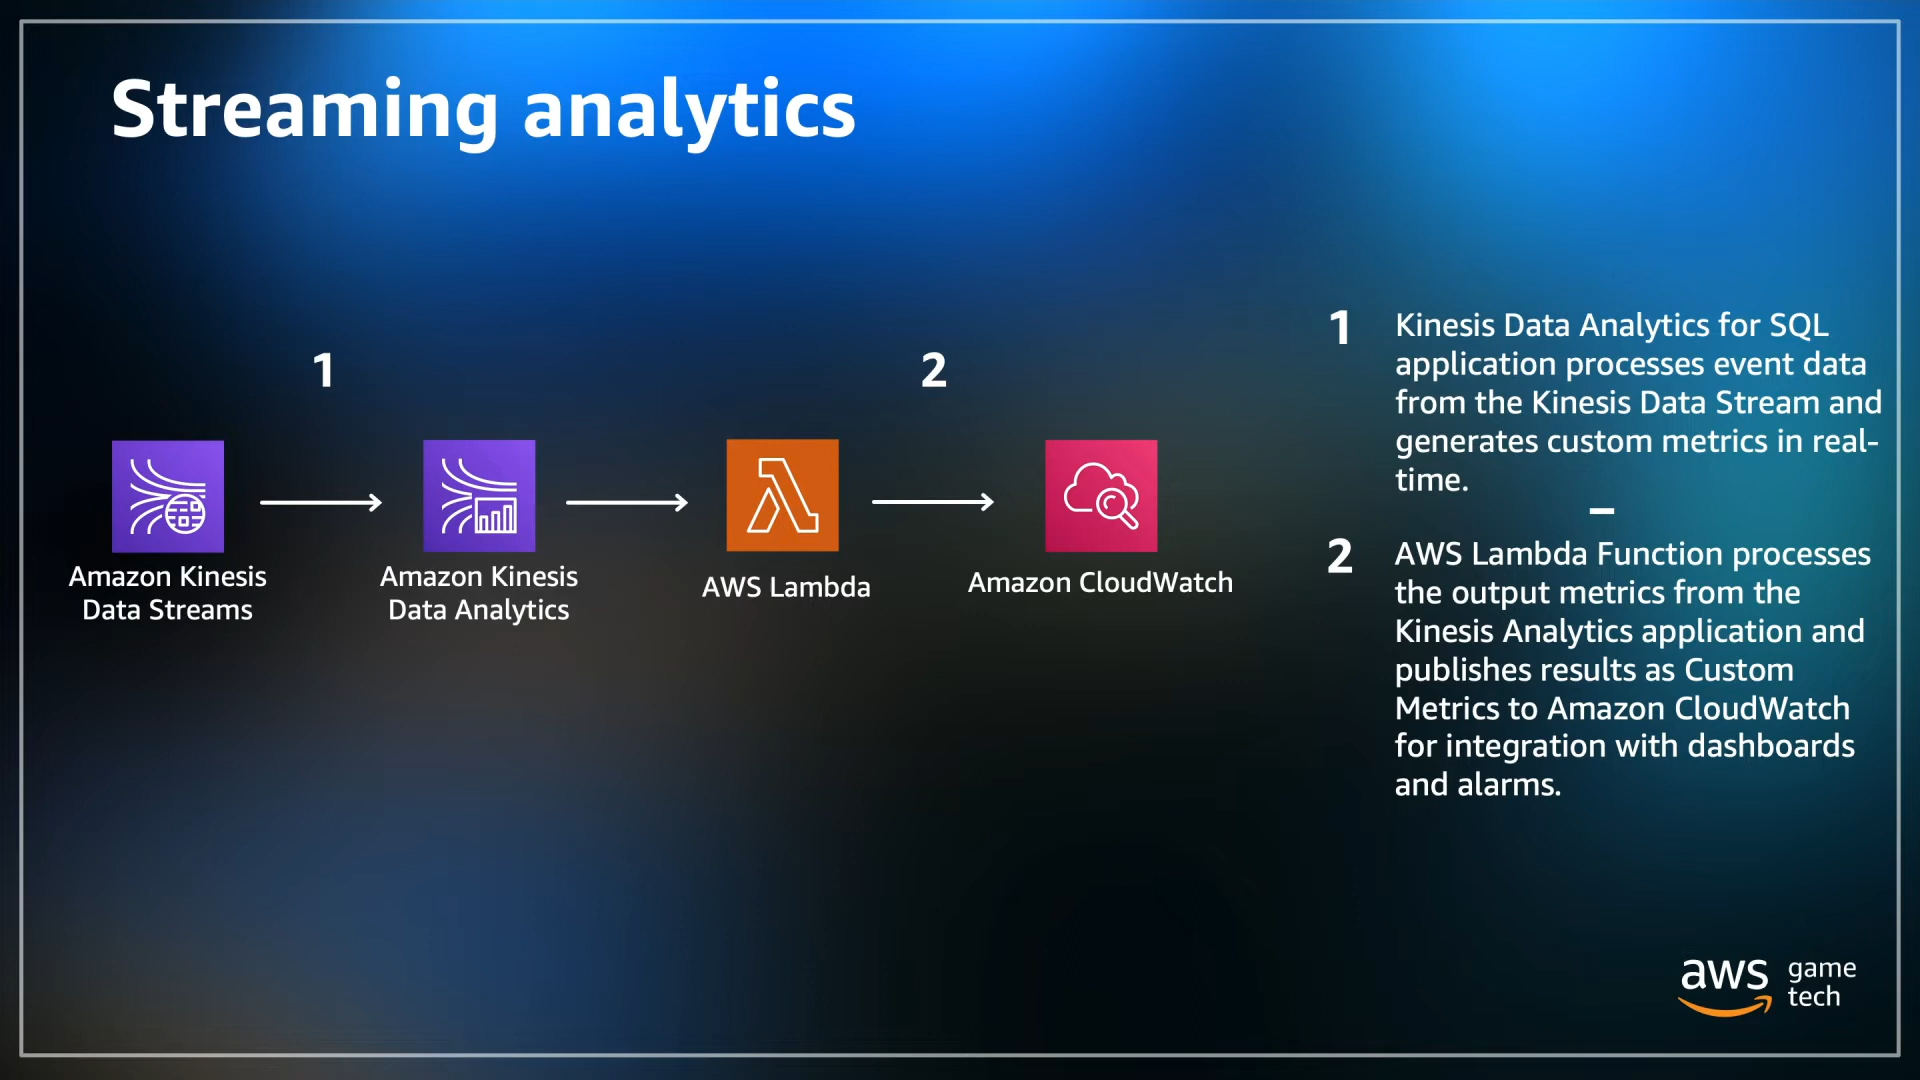 Streaming analytics
1
2
Amazon Kinesis
Data Streams
Amazon Kinesis
Data Analytics
AWS Lambda
Amazon CloudWatch
1
Kinesis Data Analytics for SQL
application processes event data
from the Kinesis Data Stream and
generates custom metrics in real-
time.
2
AWS Lambda Function processes
the output metrics from the
Kinesis Analytics application and
publishes results as Custom
Metrics to Amazon CloudWatch
for integration with dashboards
and alarms.
aws
game
tech